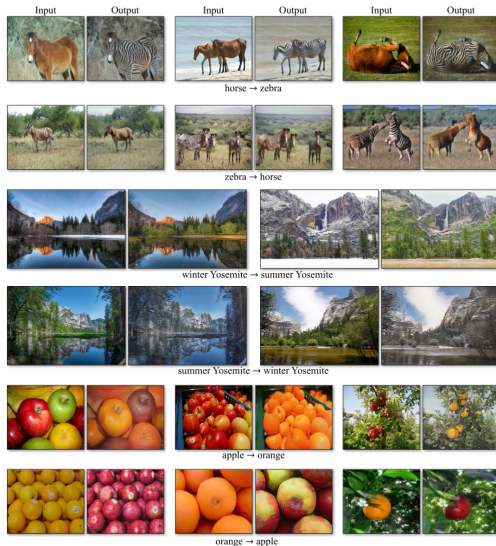 Input Output Input Output Input Output
horse → zebra
zebra → horse
winter Yosemite → summer Yosemite
summer Yosemite → winter Yosemite
apple → orange
orange → apple